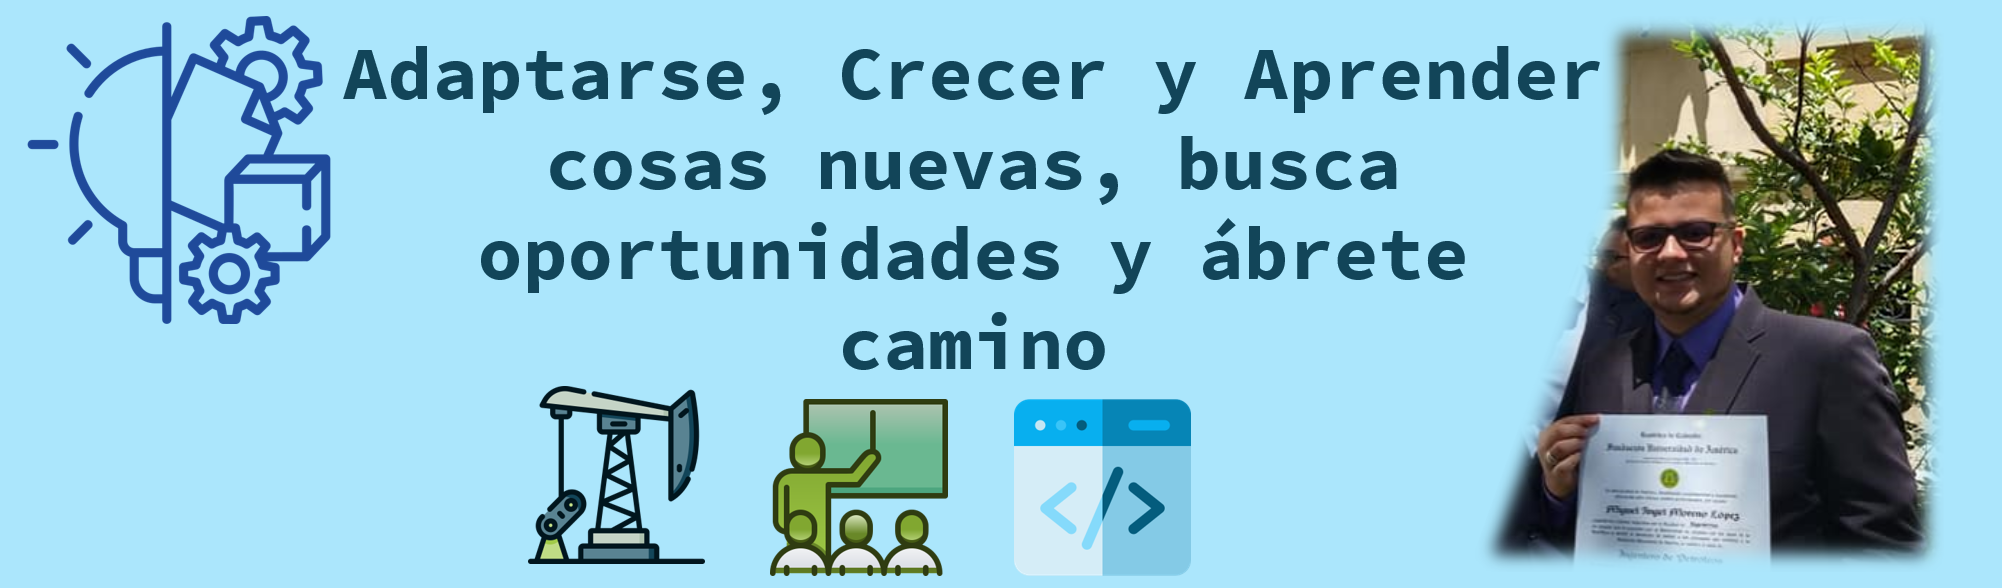 Adaptarse, Crecer y Aprender
cosas nuevas, busca
oportunidades y ábrete
camino
República de Colombia
Fundación Universidad de América
Miguel Angel Moreno López
Ingeniero de Petróleos